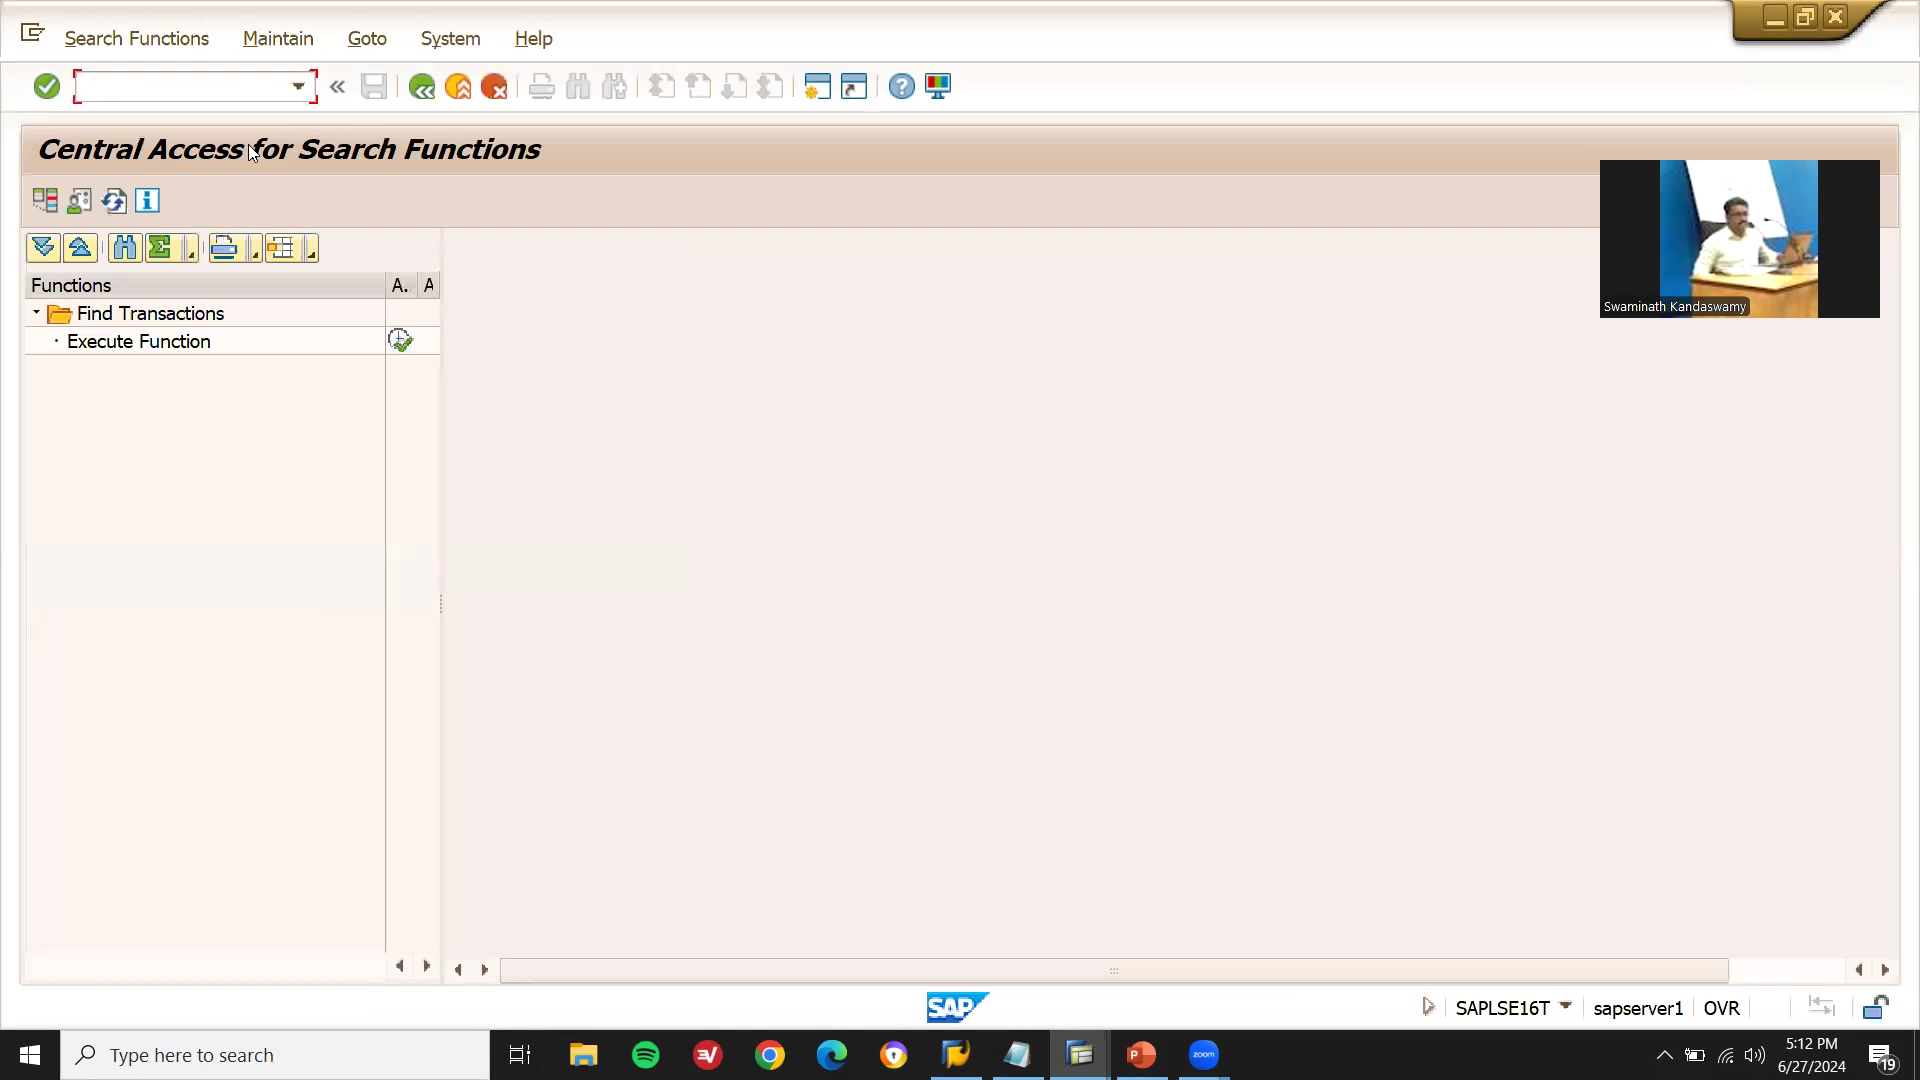 Search Functions Maintain Goto System Help
Central Access for Search Functions
Functions A.. A
Find Transactions
Execute Function
Swaminath Kandaswamy
SAP
SAPLSE16T sapserver1 OVR
Type here to search
P
zoom
5:12 PM
6/27/2024
19